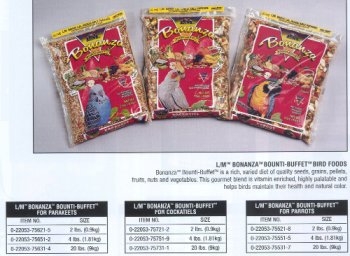 Bonanza
Bonanza
Bonanza
L/M™ BONANZA™ BOUNTI-BUFFET™ BIRD FOODS
Bonanza™ Bounti-Buffet™ is a rich, varied diet of quality seeds, grains, pellets,
fruits, nuts and vegetables. This gourmet blend is vitamin enriched, highly palatable and
helps birds maintain their health and natural color.
L/M™ BONANZA™ BOUNTI-BUFFET™
FOR PARAKEETS
ITEM NO. SIZE
0-22053-75621-5 2 lbs. (0.9kg)
0-22053-75651-2 4 lbs. (1.81kg)
0-22053-75631-4 20 lbs. (9kg)
L/M™ BONANZA™ BOUNTI-BUFFET™
FOR COCKATIELS
ITEM NO. SIZE
0-22053-75721-2 2 lbs. (0.9kg)
0-22053-75751-9 4 lbs. (1.81kg)
0-22053-75731-1 20 lbs. (9kg)
L/M™ BONANZA™ BOUNTI-BUFFET™
FOR PARROTS
ITEM NO. SIZE
0-22053-75521-8 2 lbs. (0.9kg)
0-22053-75551-5 4 lbs. (1.81kg)
0-22053-75531-7 20 lbs. (9kg)